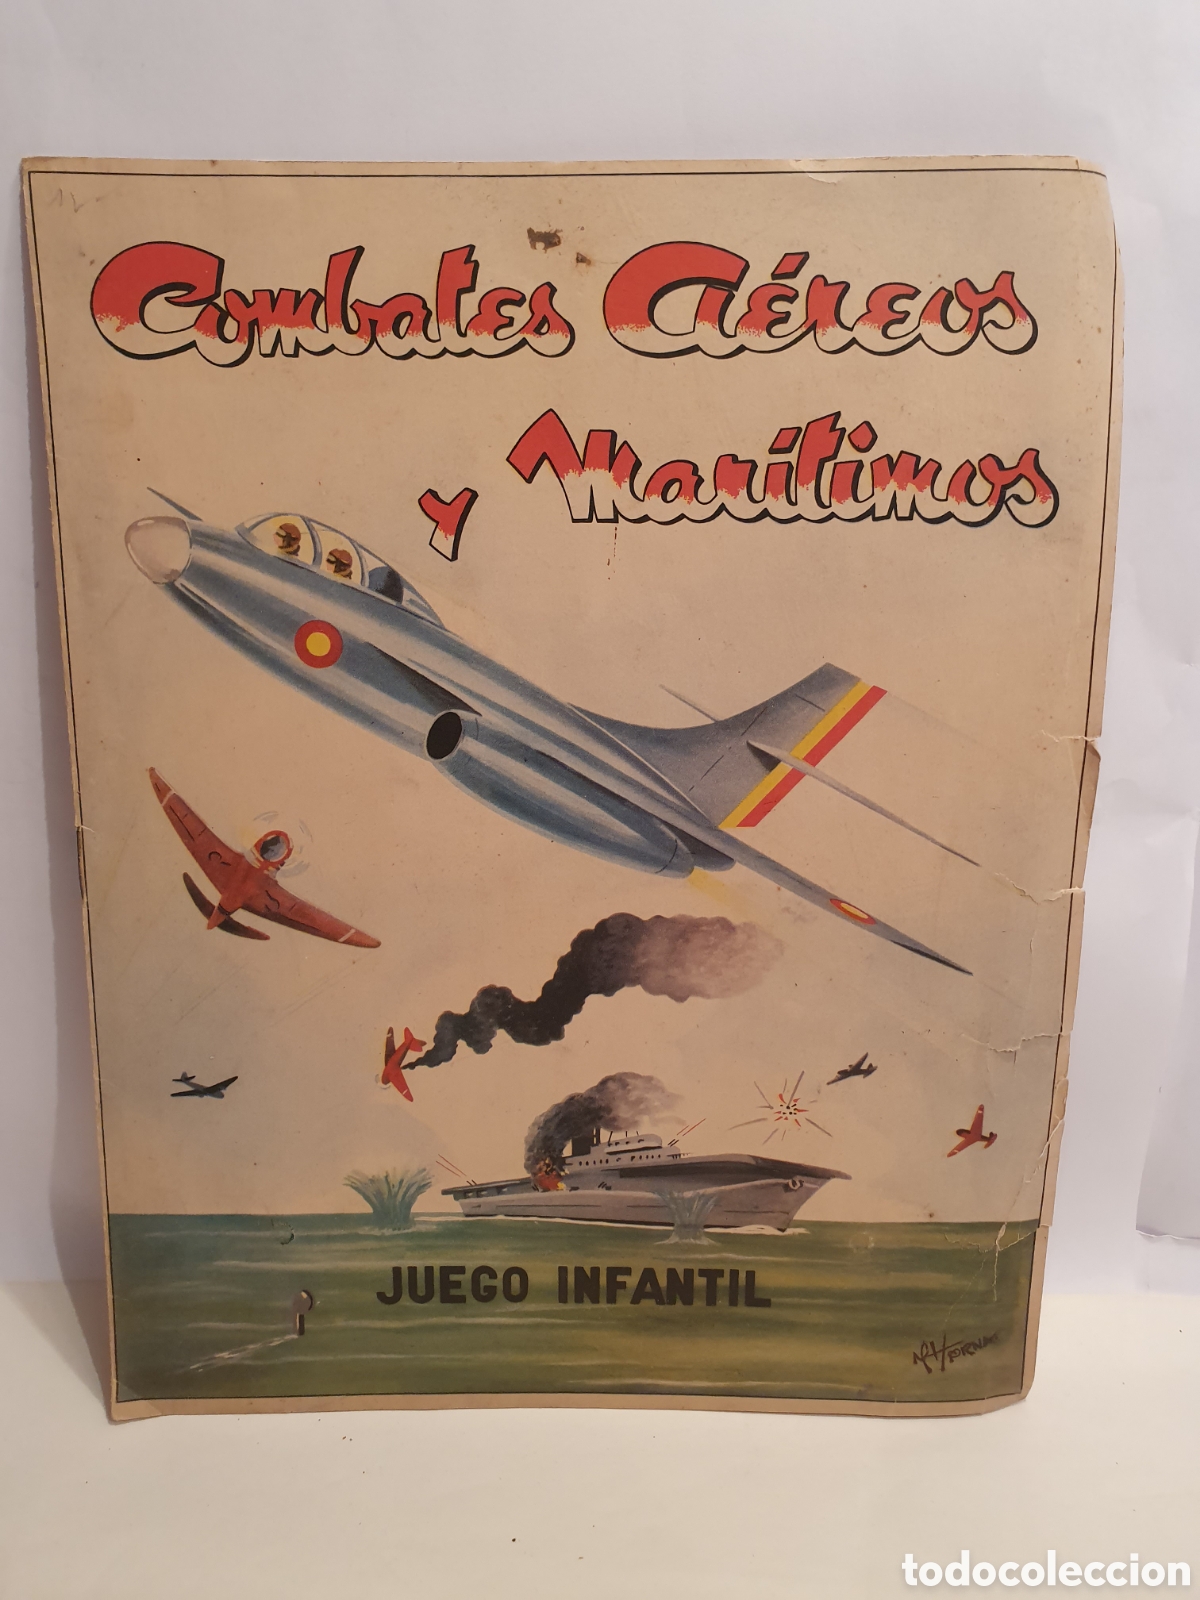 Combates Aéreos
y Marítimos
JUEGO INFANTIL
todocoleccion